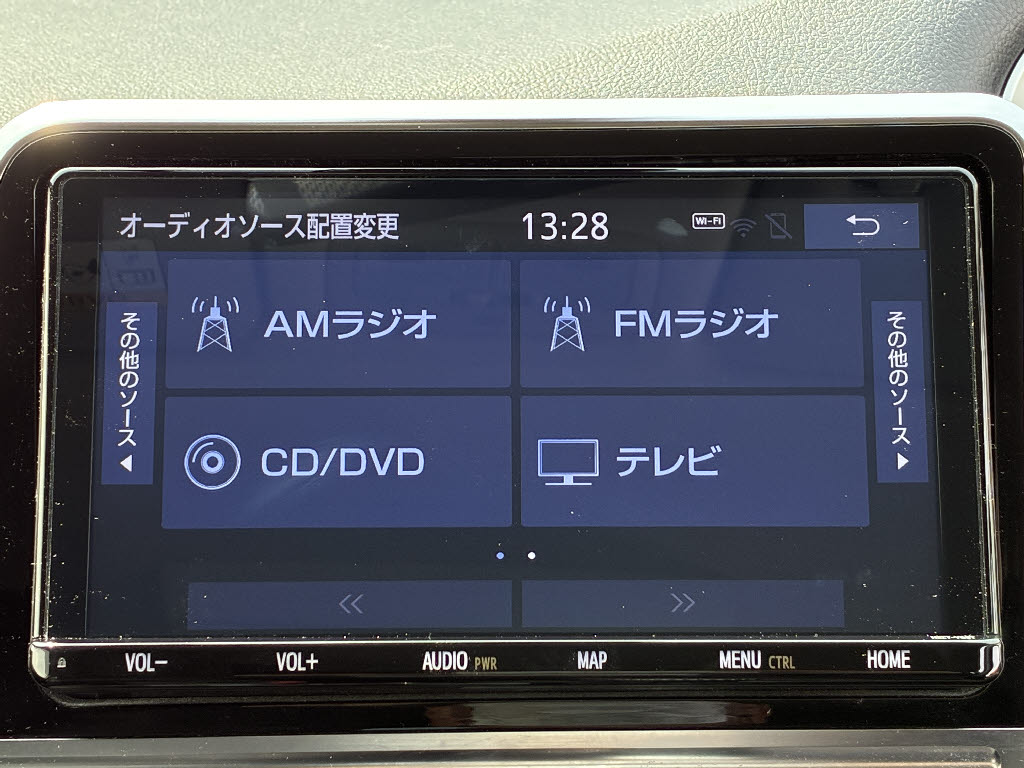 オーディオソース配置変更 13:28 Wi-Fi
その他のソース◀
AMラジオ
FMラジオ
その他のソース▶
CD/DVD
テレビ
VOL− VOL+ AUDIO PWR MAP MENU CTRL HOME